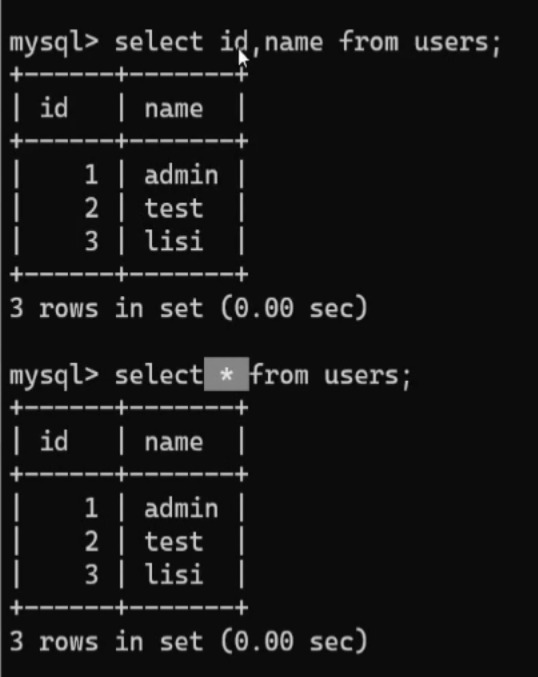 mysql> select id,name from users;
+------+-------+
| id   | name  |
+------+-------+
|    1 | admin |
|    2 | test  |
|    3 | lisi  |
+------+-------+
3 rows in set (0.00 sec)
mysql> select * from users;
+------+-------+
| id   | name  |
+------+-------+
|    1 | admin |
|    2 | test  |
|    3 | lisi  |
+------+-------+
3 rows in set (0.00 sec)